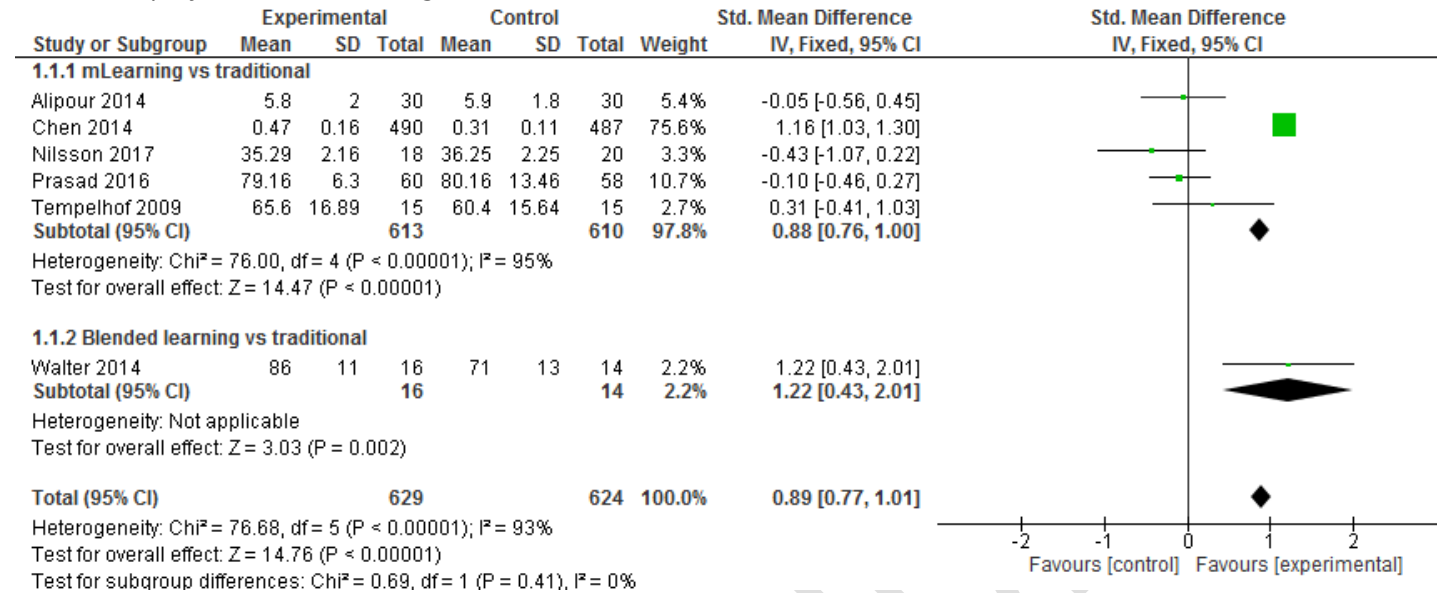 Experimental Control Std. Mean Difference Std. Mean Difference
Study or Subgroup Mean SD Total Mean SD Total Weight IV, Fixed, 95% CI IV, Fixed, 95% CI
1.1.1 mLearning vs traditional
Alipour 2014 5.8 2 30 5.9 1.8 30 5.4% -0.05 [-0.56, 0.45]
Chen 2014 0.47 0.16 490 0.31 0.11 487 75.6% 1.16 [1.03, 1.30]
Nilsson 2017 35.29 2.16 18 36.25 2.25 20 3.3% -0.43 [-1.07, 0.22]
Prasad 2016 79.16 6.3 60 80.16 13.46 58 10.7% -0.10 [-0.46, 0.27]
Tempelhof 2009 65.6 16.89 15 60.4 15.64 15 2.7% 0.31 [-0.41, 1.03]
Subtotal (95% CI) 613 610 97.8% 0.88 [0.76, 1.00]
Heterogeneity: Chi² = 76.00, df = 4 (P < 0.00001); I² = 95%
Test for overall effect: Z = 14.47 (P < 0.00001)
1.1.2 Blended learning vs traditional
Walter 2014 86 11 16 71 13 14 2.2% 1.22 [0.43, 2.01]
Subtotal (95% CI) 16 14 2.2% 1.22 [0.43, 2.01]
Heterogeneity: Not applicable
Test for overall effect: Z = 3.03 (P = 0.002)
Total (95% CI) 629 624 100.0% 0.89 [0.77, 1.01]
Heterogeneity: Chi² = 76.68, df = 5 (P < 0.00001); I² = 93%
Test for overall effect: Z = 14.76 (P < 0.00001)
Test for subgroup differences: Chi² = 0.69, df = 1 (P = 0.41), I² = 0%
-2 -1 0 1 2
Favours [control] Favours [experimental]